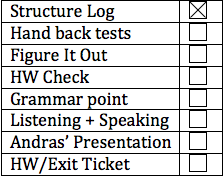 Structure Log
Hand back tests
Figure It Out
HW Check
Grammar point
Listening + Speaking
Andras’ Presentation
HW/Exit Ticket